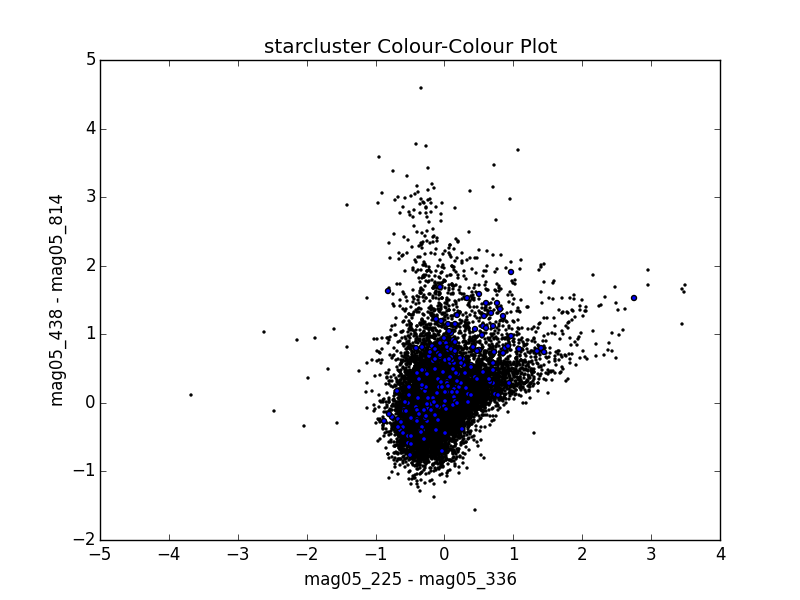 starcluster Colour-Colour Plot
5
4
3
2
1
0
−1
−2
mag05_438 - mag05_814
−5 −4 −3 −2 −1 0 1 2 3 4
mag05_225 - mag05_336